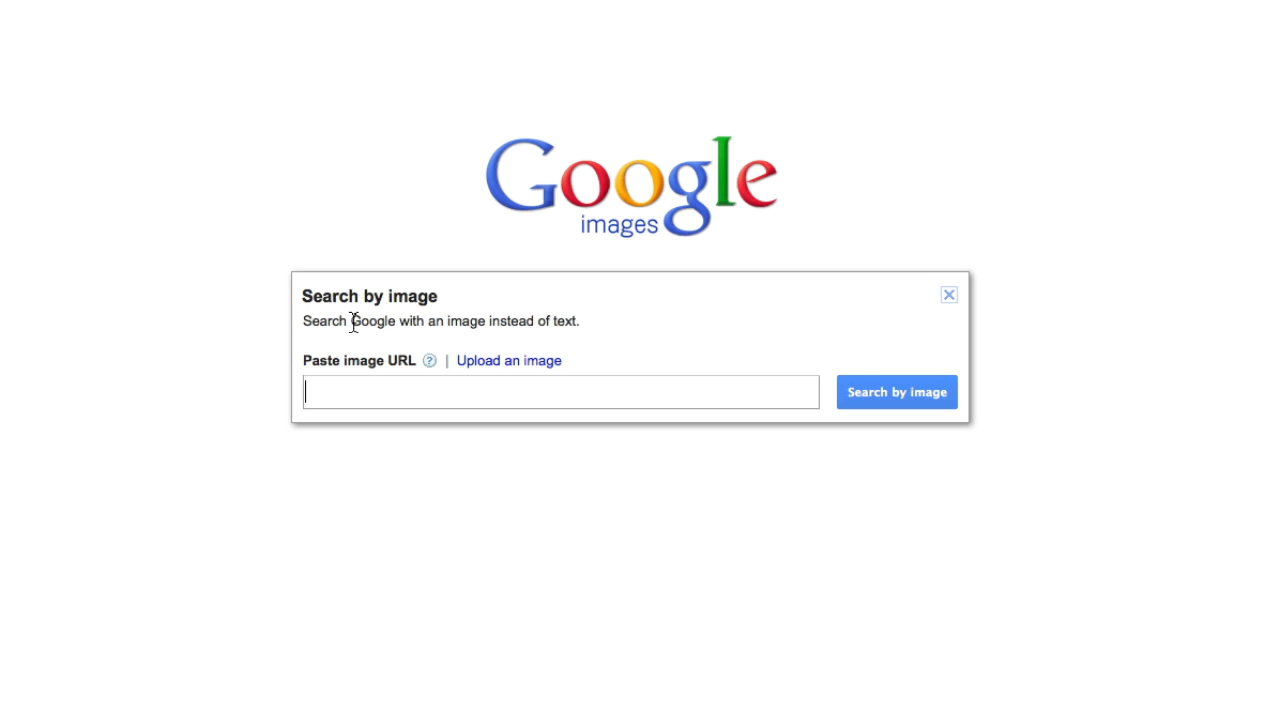 Google
images
Search by image
Search Google with an image instead of text.
Paste image URL ? | Upload an image
Search by image